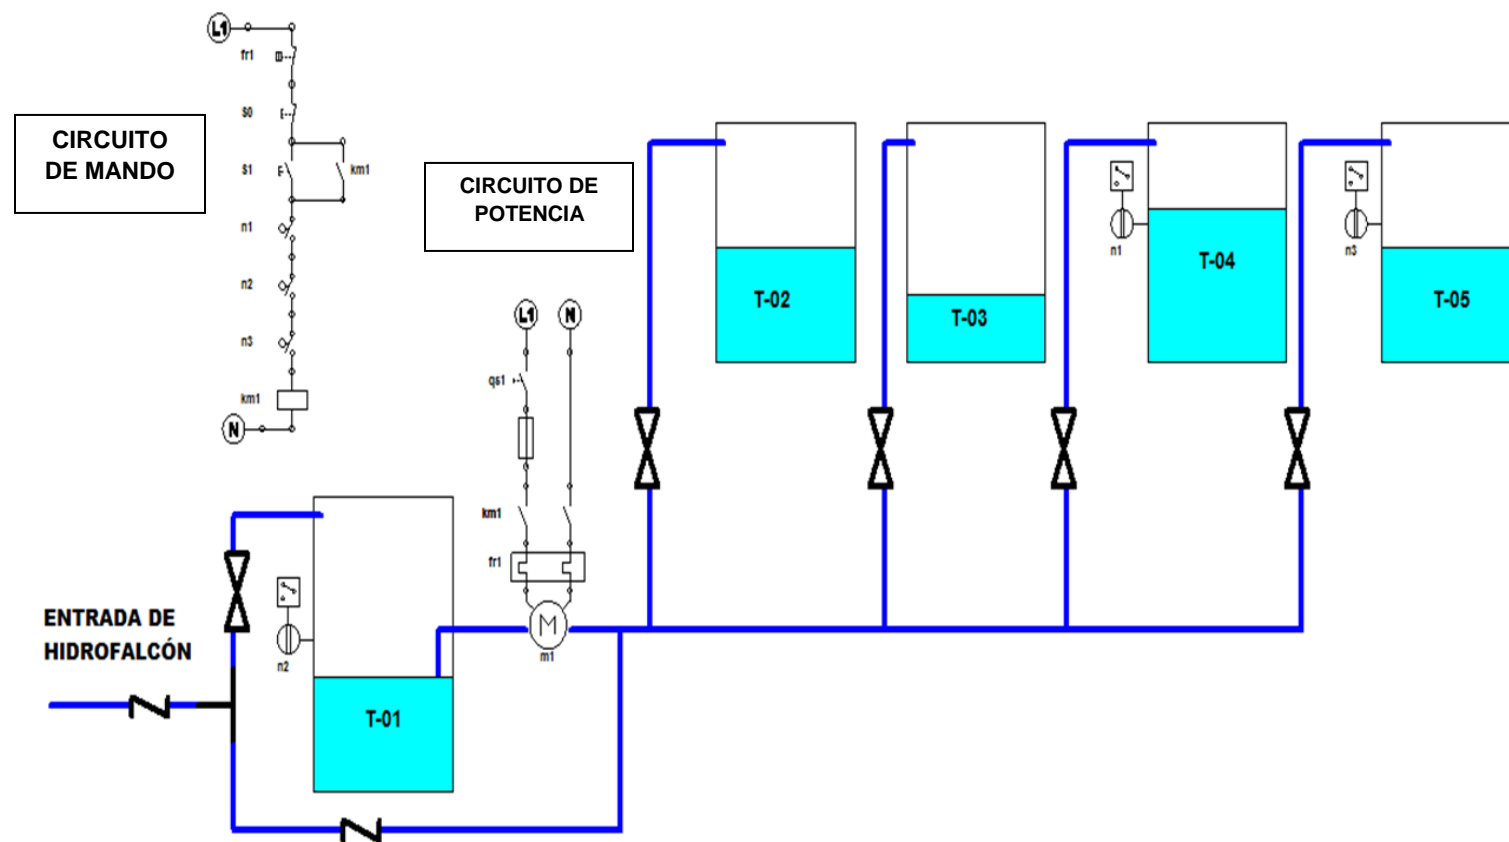 L1
fr1
S0
CIRCUITO
DE MANDO
S1
km1
n1
n2
n3
km1
N
CIRCUITO DE
POTENCIA
L1
N
qs1
km1
fr1
M
m1
T-02
T-03
n1
T-04
n3
T-05
ENTRADA DE
HIDROFALCÓN
n2
T-01